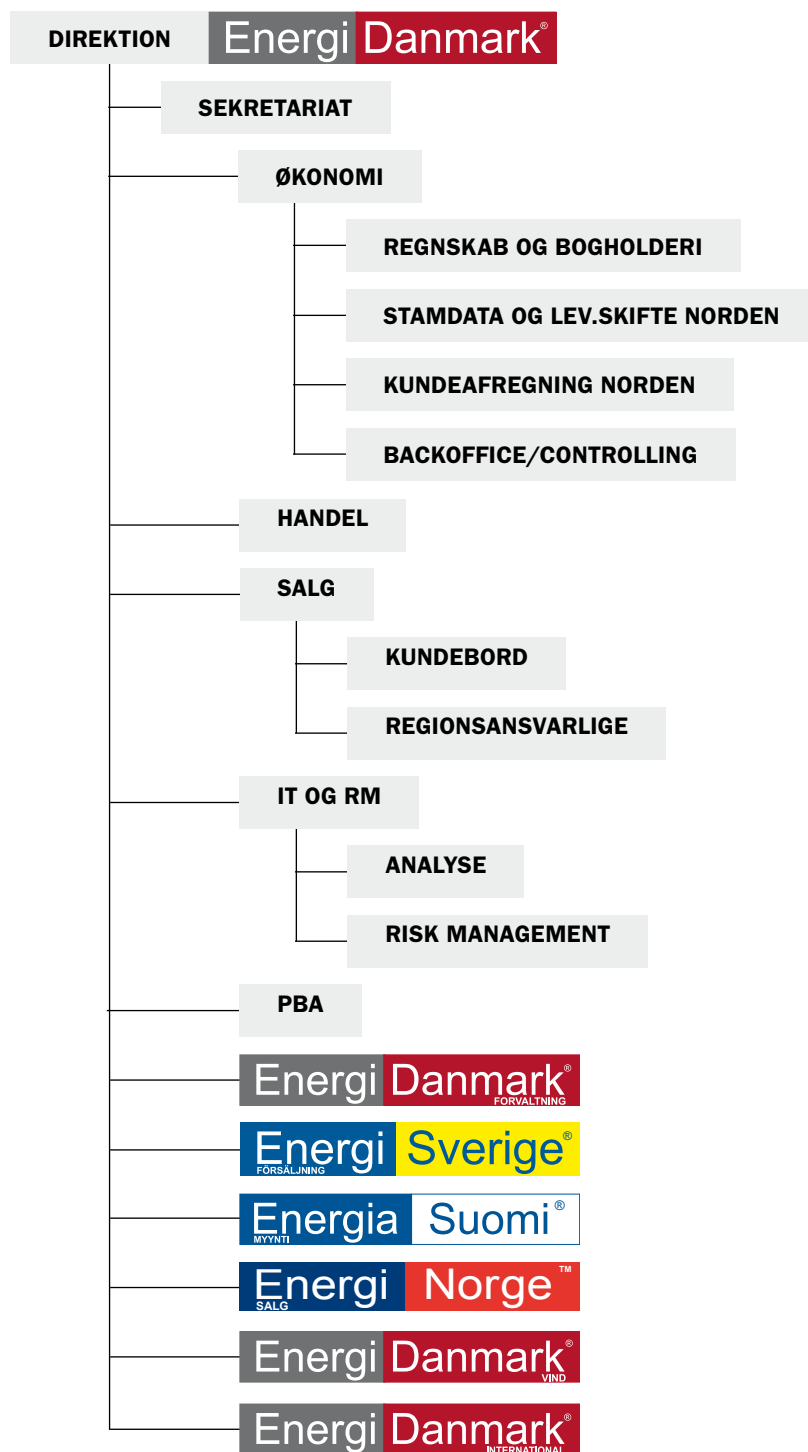 DIREKTION Energi Danmark®
SEKRETARIAT
ØKONOMI
REGNSKAB OG BOGHOLDERI
STAMDATA OG LEV.SKIFTE NORDEN
KUNDEAFREGNING NORDEN
BACKOFFICE/CONTROLLING
HANDEL
SALG
KUNDEBORD
REGIONSANSVARLIGE
IT OG RM
ANALYSE
RISK MANAGEMENT
PBA
Energi Danmark®
FORVALTNING
Energi Sverige®
FÖRSÄLJNING
Energia Suomi®
MYYNTI
Energi Norge™
SALG
Energi Danmark®
VIND
Energi Danmark®
INTERNATIONAL